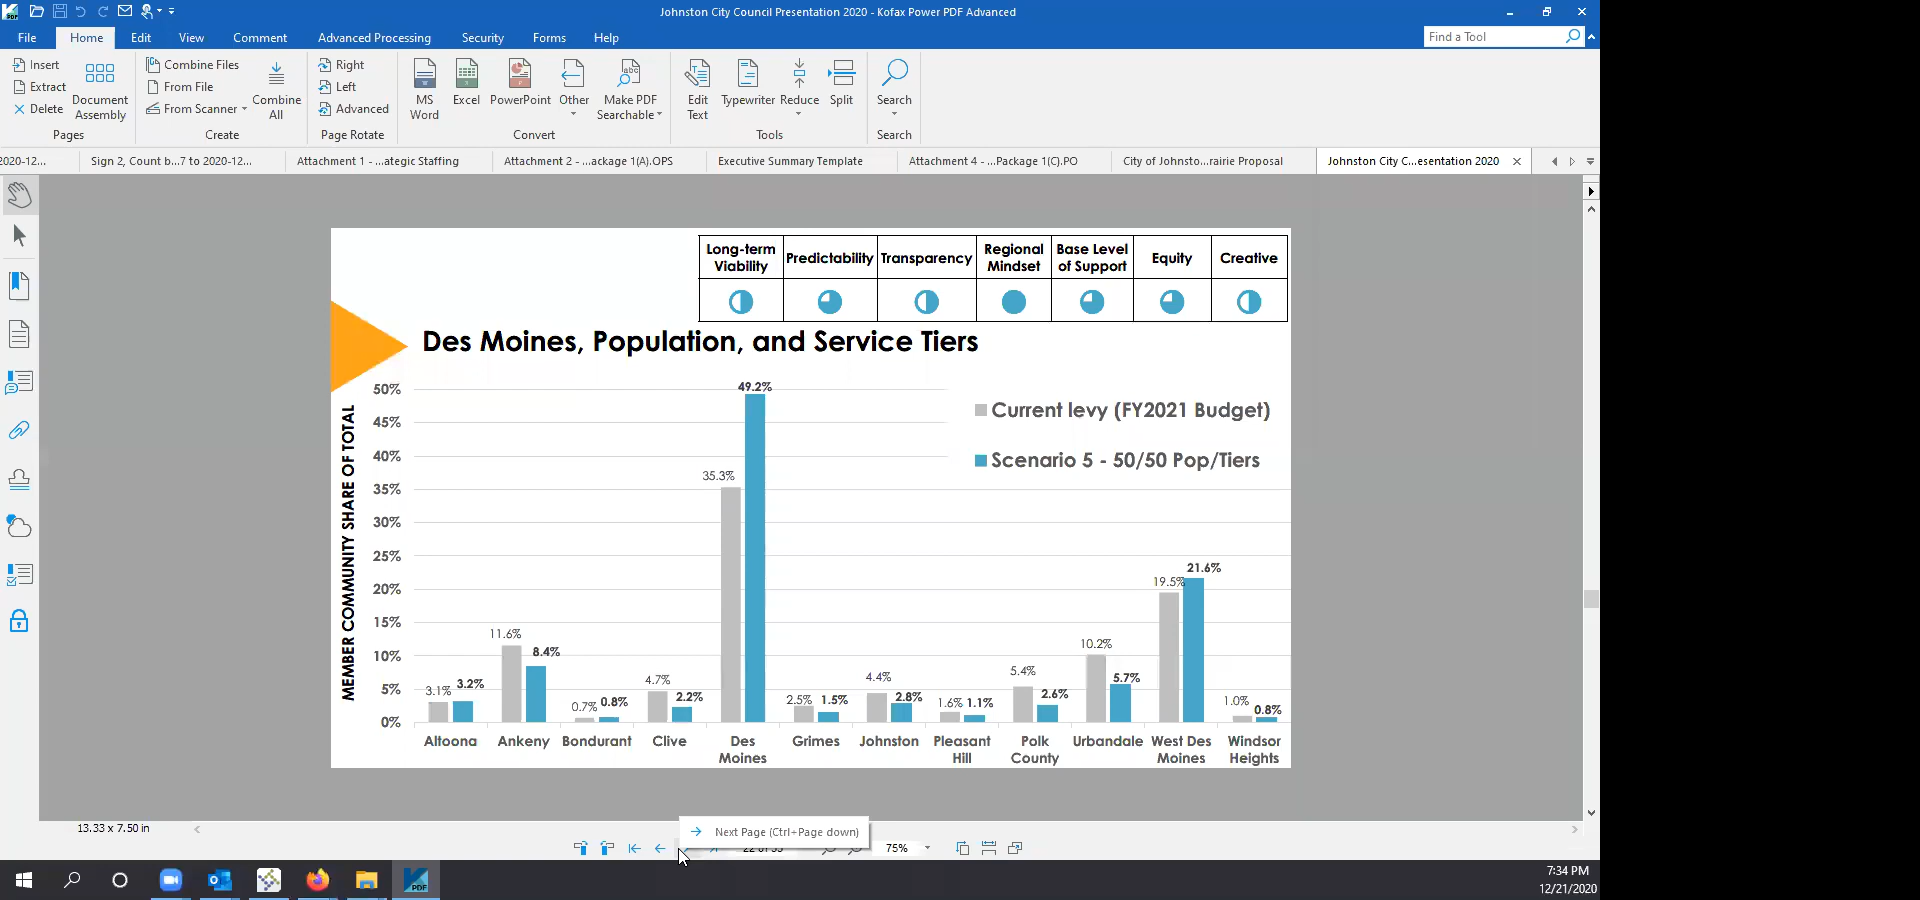 Johnston City Council Presentation 2020 - Kofax Power PDF Advanced
File Home Edit View Comment Advanced Processing Security Forms Help
Find a Tool
Insert
Extract
Delete
Document
Assembly
Pages
Combine Files
From File
From Scanner
Combine
All
Create
Right
Left
Advanced
Page Rotate
MS
Word
Excel
PowerPoint
Other
Make PDF
Searchable
Convert
Edit
Text
Typewriter
Reduce
Split
Tools
Search
Search
2020-12...
Sign 2, Count b...7 to 2020-12...
Attachment 1 - ...ategic Staffing
Attachment 2 - ...ackage 1(A).OPS
Executive Summary Template
Attachment 4 - ...Package 1(C).PO
City of Johnsto...rairie Proposal
Johnston City C...esentation 2020
Long-term
Viability
Predictability
Transparency
Regional
Mindset
Base Level
of Support
Equity
Creative
Des Moines, Population, and Service Tiers
MEMBER COMMUNITY SHARE OF TOTAL
50%
45%
40%
35%
30%
25%
20%
15%
10%
5%
0%
Current levy (FY2021 Budget)
Scenario 5 - 50/50 Pop/Tiers
3.1% 3.2%
11.6% 8.4%
0.7% 0.8%
4.7% 2.2%
35.3% 49.2%
2.5% 1.5%
4.4% 2.8%
1.6% 1.1%
5.4% 2.6%
10.2% 5.7%
19.5% 21.6%
1.0% 0.8%
Altoona
Ankeny
Bondurant
Clive
Des
Moines
Grimes
Johnston
Pleasant
Hill
Polk
County
Urbandale
West Des
Moines
Windsor
Heights
13.33 x 7.50 in
Next Page (Ctrl+Page down)
75%
PDF
7:34 PM
12/21/2020